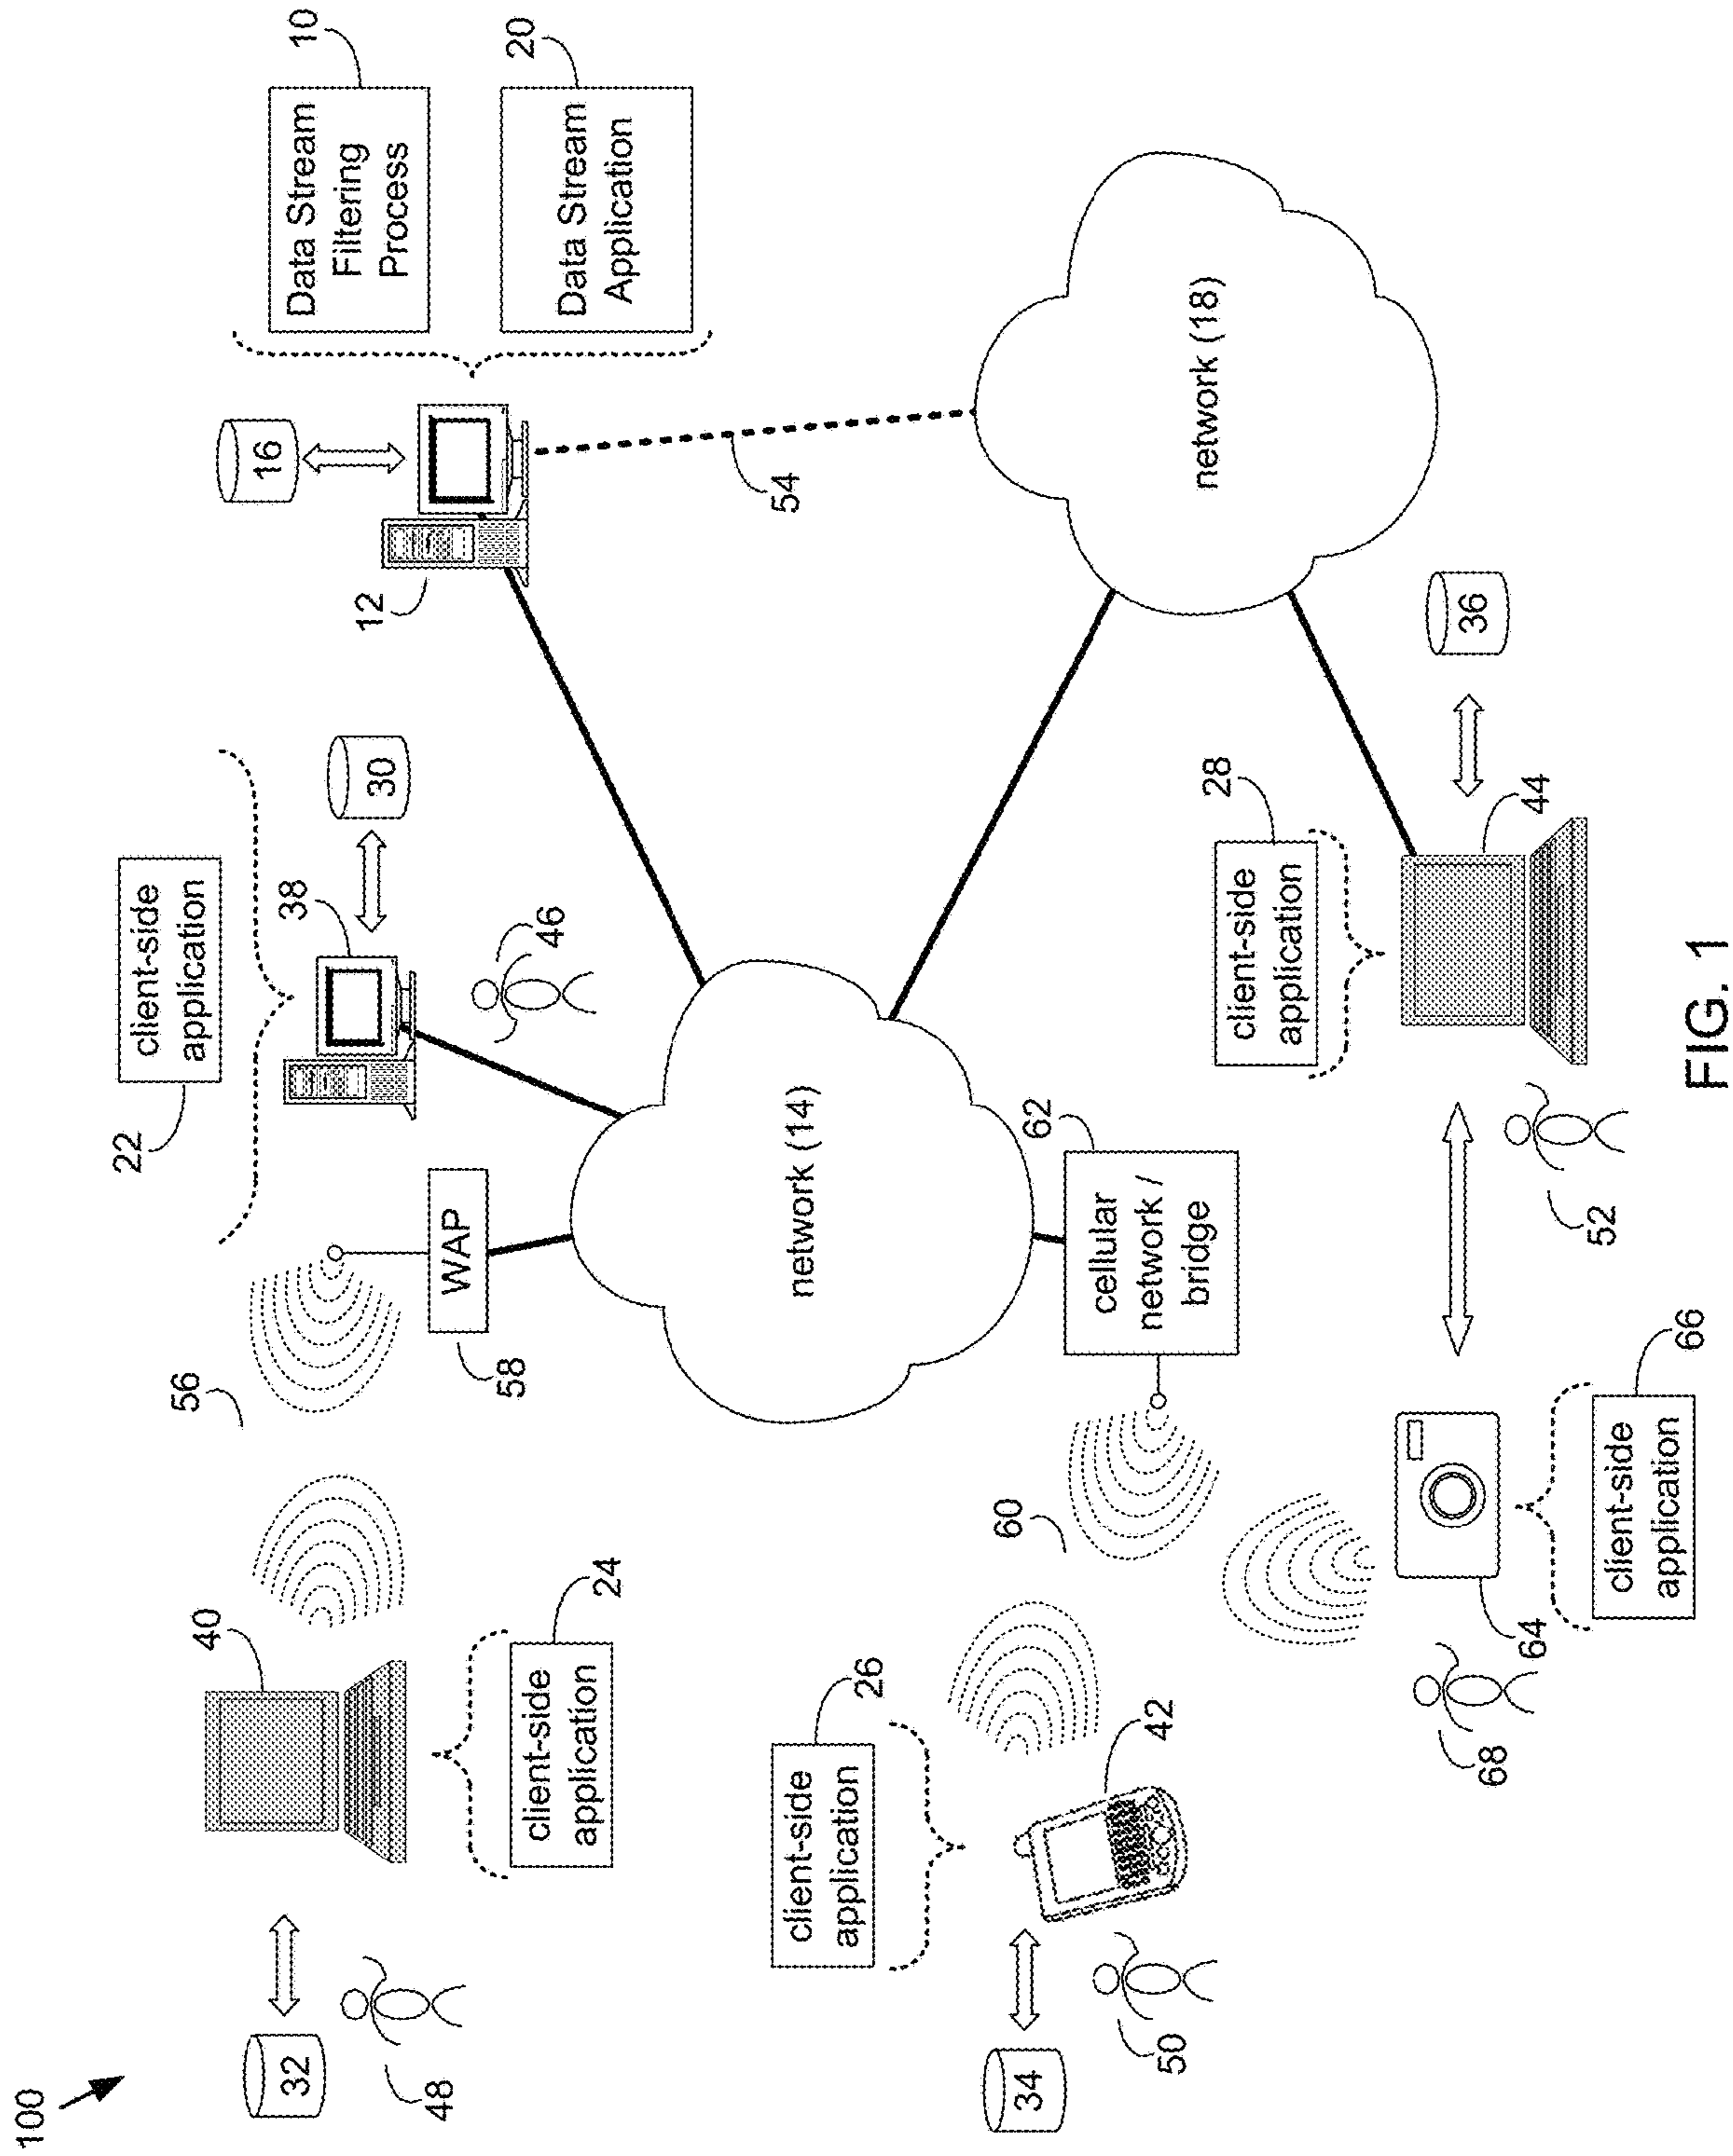 100
32
48
40
24
client-side
application
56
58
WAP
22
client-side
application
38
30
46
12
16
10
Data Stream
Filtering
Process
20
Data Stream
Application
54
network (14)
network (18)
34
50
26
client-side
application
42
60
62
cellular
network /
bridge
28
client-side
application
44
36
52
68
64
66
client-side
application
FIG. 1